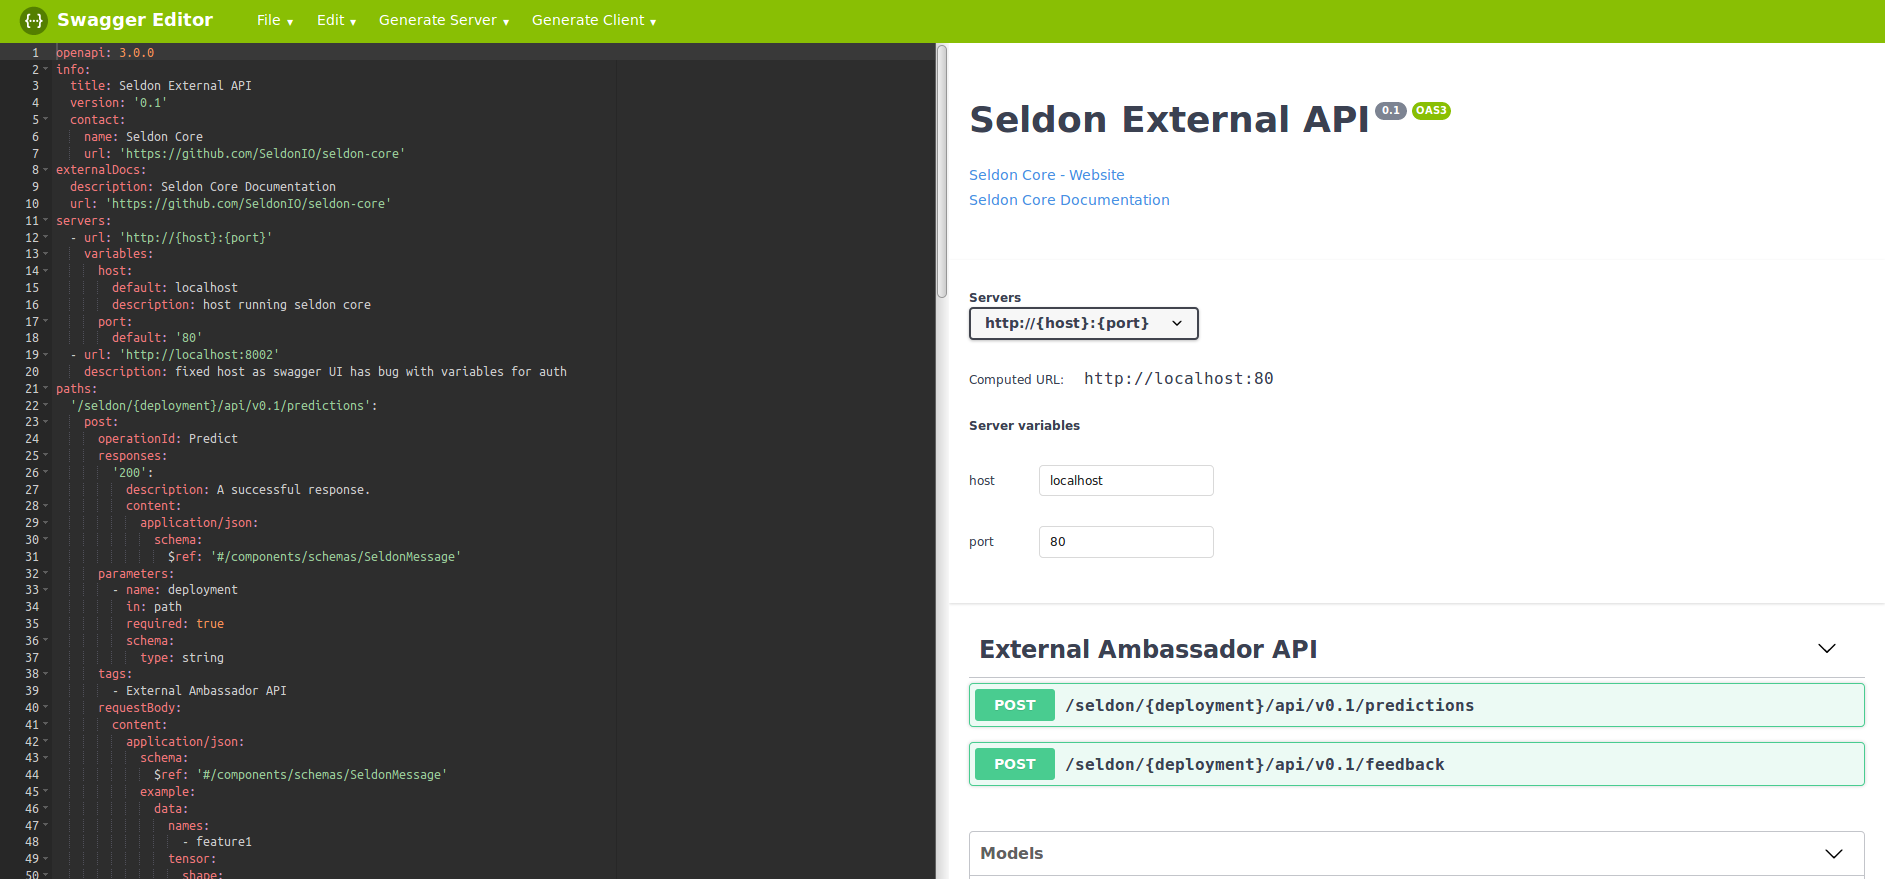 Swagger Editor File Edit Generate Server Generate Client
1 openapi: 3.0.0
2 info:
3 title: Seldon External API
4 version: '0.1'
5 contact:
6 name: Seldon Core
7 url: 'https://github.com/SeldonIO/seldon-core'
8 externalDocs:
9 description: Seldon Core Documentation
10 url: 'https://github.com/SeldonIO/seldon-core'
11 servers:
12 - url: 'http://{host}:{port}'
13 variables:
14 host:
15 default: localhost
16 description: host running seldon core
17 port:
18 default: '80'
19 - url: 'http://localhost:8002'
20 description: fixed host as swagger UI has bug with variables for auth
21 paths:
22 '/seldon/{deployment}/api/v0.1/predictions':
23 post:
24 operationId: Predict
25 responses:
26 '200':
27 description: A successful response.
28 content:
29 application/json:
30 schema:
31 $ref: '#/components/schemas/SeldonMessage'
32 parameters:
33 - name: deployment
34 in: path
35 required: true
36 schema:
37 type: string
38 tags:
39 - External Ambassador API
40 requestBody:
41 content:
42 application/json:
43 schema:
44 $ref: '#/components/schemas/SeldonMessage'
45 example:
46 data:
47 names:
48 - feature1
49 tensor:
50 shape:
Seldon External API 0.1 OAS3
Seldon Core - Website
Seldon Core Documentation
Servers
http://{host}:{port}
Computed URL: http://localhost:80
Server variables
host localhost
port 80
External Ambassador API
POST /seldon/{deployment}/api/v0.1/predictions
POST /seldon/{deployment}/api/v0.1/feedback
Models